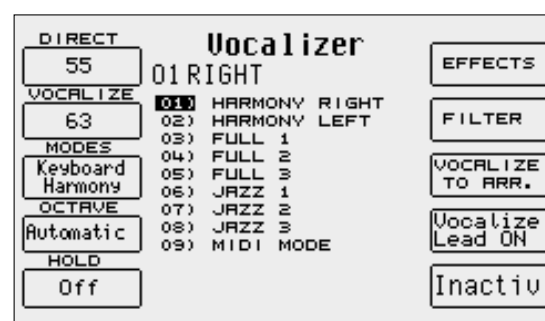 Vocalizer
01 RIGHT
DIRECT
55
VOCALIZE
63
MODES
Keyboard
Harmony
OCTAVE
Automatic
HOLD
Off
01) HARMONY RIGHT
02) HARMONY LEFT
03) FULL 1
04) FULL 2
05) FULL 3
06) JAZZ 1
07) JAZZ 2
08) JAZZ 3
09) MIDI MODE
EFFECTS
FILTER
VOCALIZE
TO ARR.
Vocalize
Lead ON
Inactiv